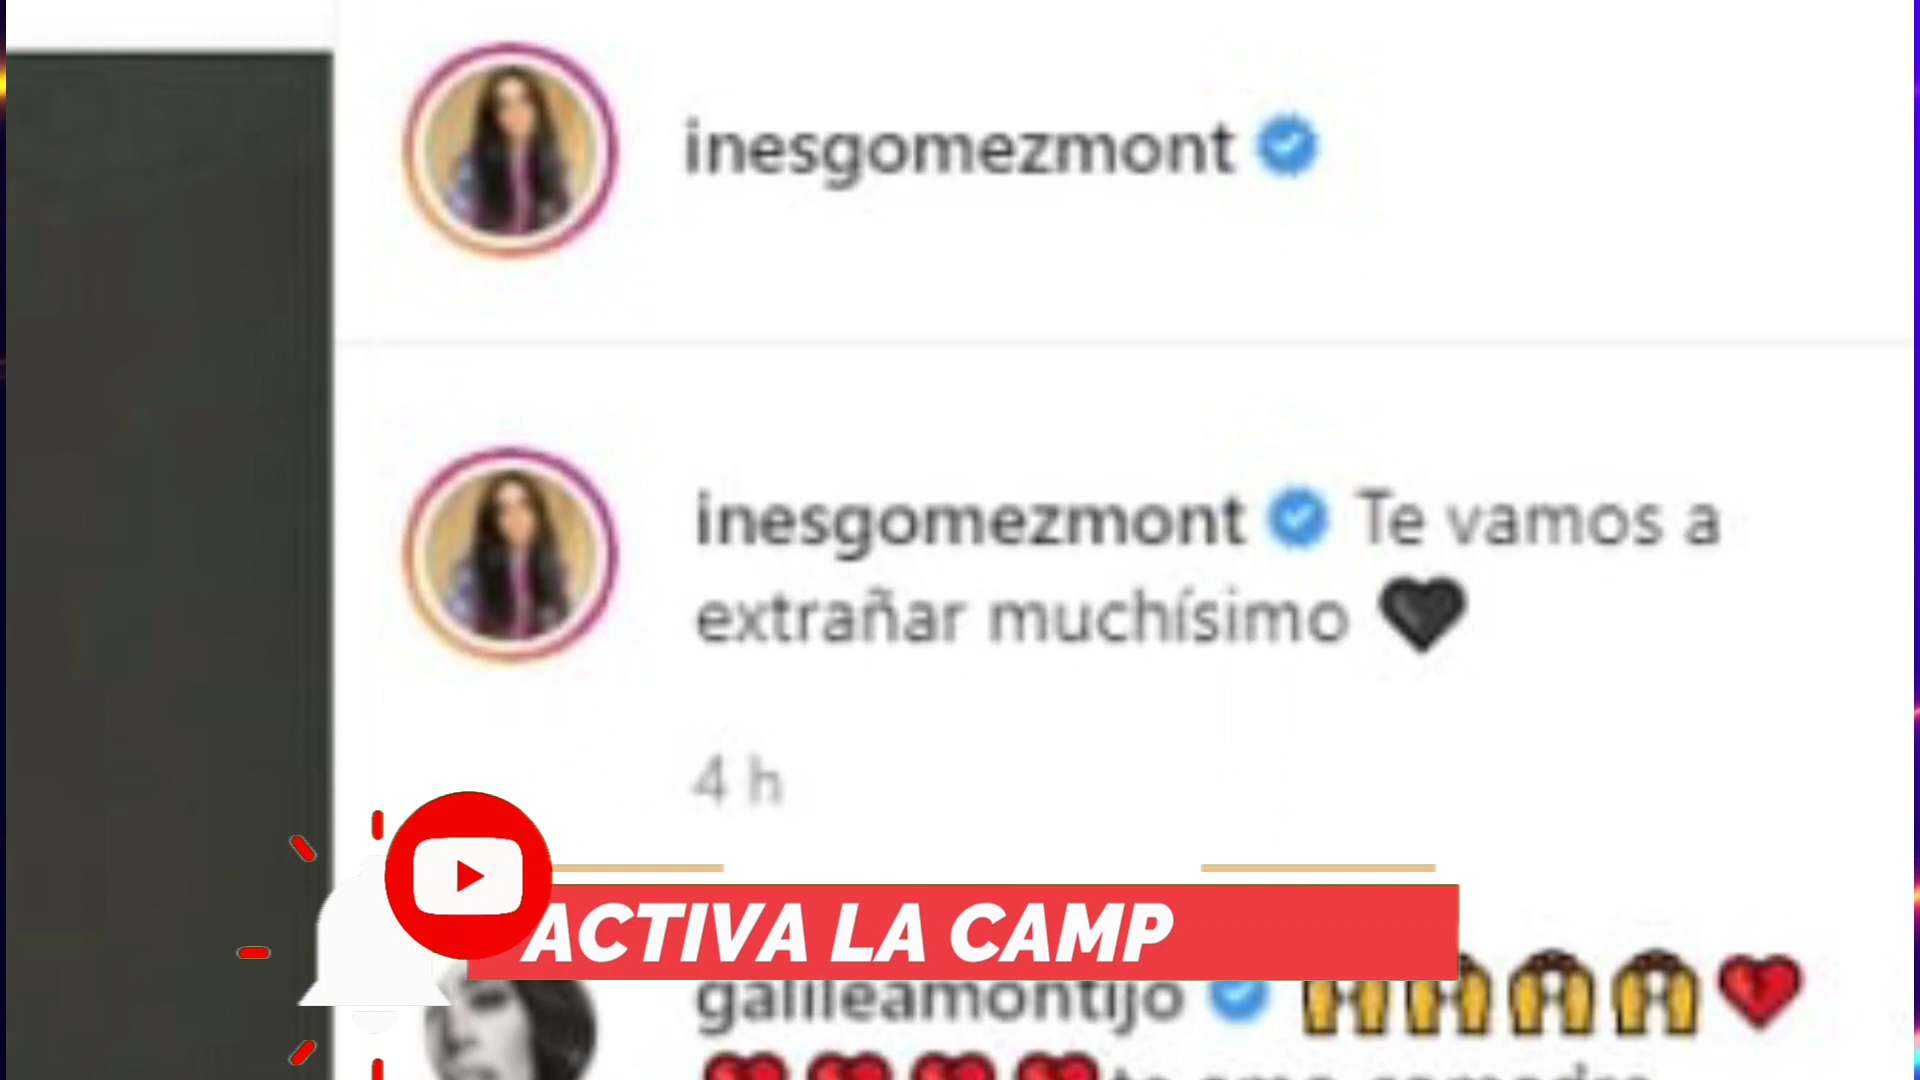 inesgomezmont
inesgomezmont Te vamos a
extrañar muchísimo
4 h
ACTIVA LA CAMP
galileamontijo